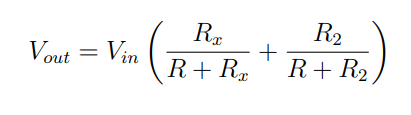 V_{out} = V_{in} \left( \frac{R_x}{R + R_x} + \frac{R_2}{R + R_2} \right)